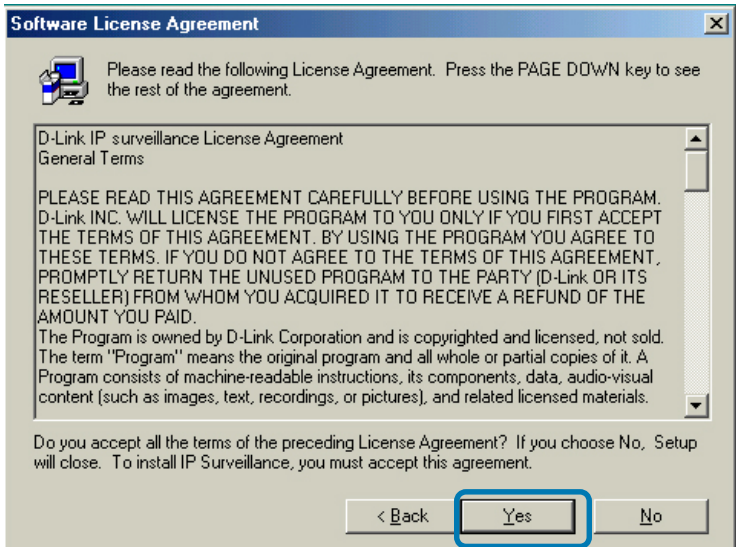 Software License Agreement
Please read the following License Agreement. Press the PAGE DOWN key to see
the rest of the agreement.
D-Link IP surveillance License Agreement
General Terms
PLEASE READ THIS AGREEMENT CAREFULLY BEFORE USING THE PROGRAM.
D-Link INC. WILL LICENSE THE PROGRAM TO YOU ONLY IF YOU FIRST ACCEPT
THE TERMS OF THIS AGREEMENT. BY USING THE PROGRAM YOU AGREE TO
THESE TERMS. IF YOU DO NOT AGREE TO THE TERMS OF THIS AGREEMENT,
PROMPTLY RETURN THE UNUSED PROGRAM TO THE PARTY (D-Link OR ITS
RESELLER) FROM WHOM YOU ACQUIRED IT TO RECEIVE A REFUND OF THE
AMOUNT YOU PAID.
The Program is owned by D-Link Corporation and is copyrighted and licensed, not sold.
The term "Program" means the original program and all whole or partial copies of it. A
Program consists of machine-readable instructions, its components, data, audio-visual
content (such as images, text, recordings, or pictures), and related licensed materials.
Do you accept all the terms of the preceding License Agreement? If you choose No, Setup
will close. To install IP Surveillance, you must accept this agreement.
< Back Yes No